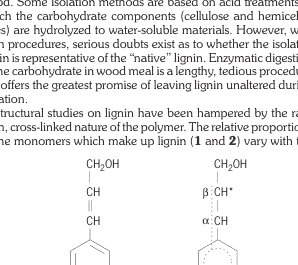 od. Some isolation methods are based on acid treatments
ch the carbohydrate components (cellulose and hemicel
es) are hydrolyzed to water-soluble materials. However, w
n procedures, serious doubts exist as to whether the isola
in is representative of the "native" lignin. Enzymatic digesti
he carbohydrate in wood meal is a lengthy, tedious procedu
offers the greatest promise of leaving lignin unaltered duri
ation.
tructural studies on lignin have been hampered by the ra
n, cross-linked nature of the polymer. The relative proportio
he monomers which make up lignin (1 and 2) vary with t
CH2OH CH2OH
CH β CH*
CH α CH